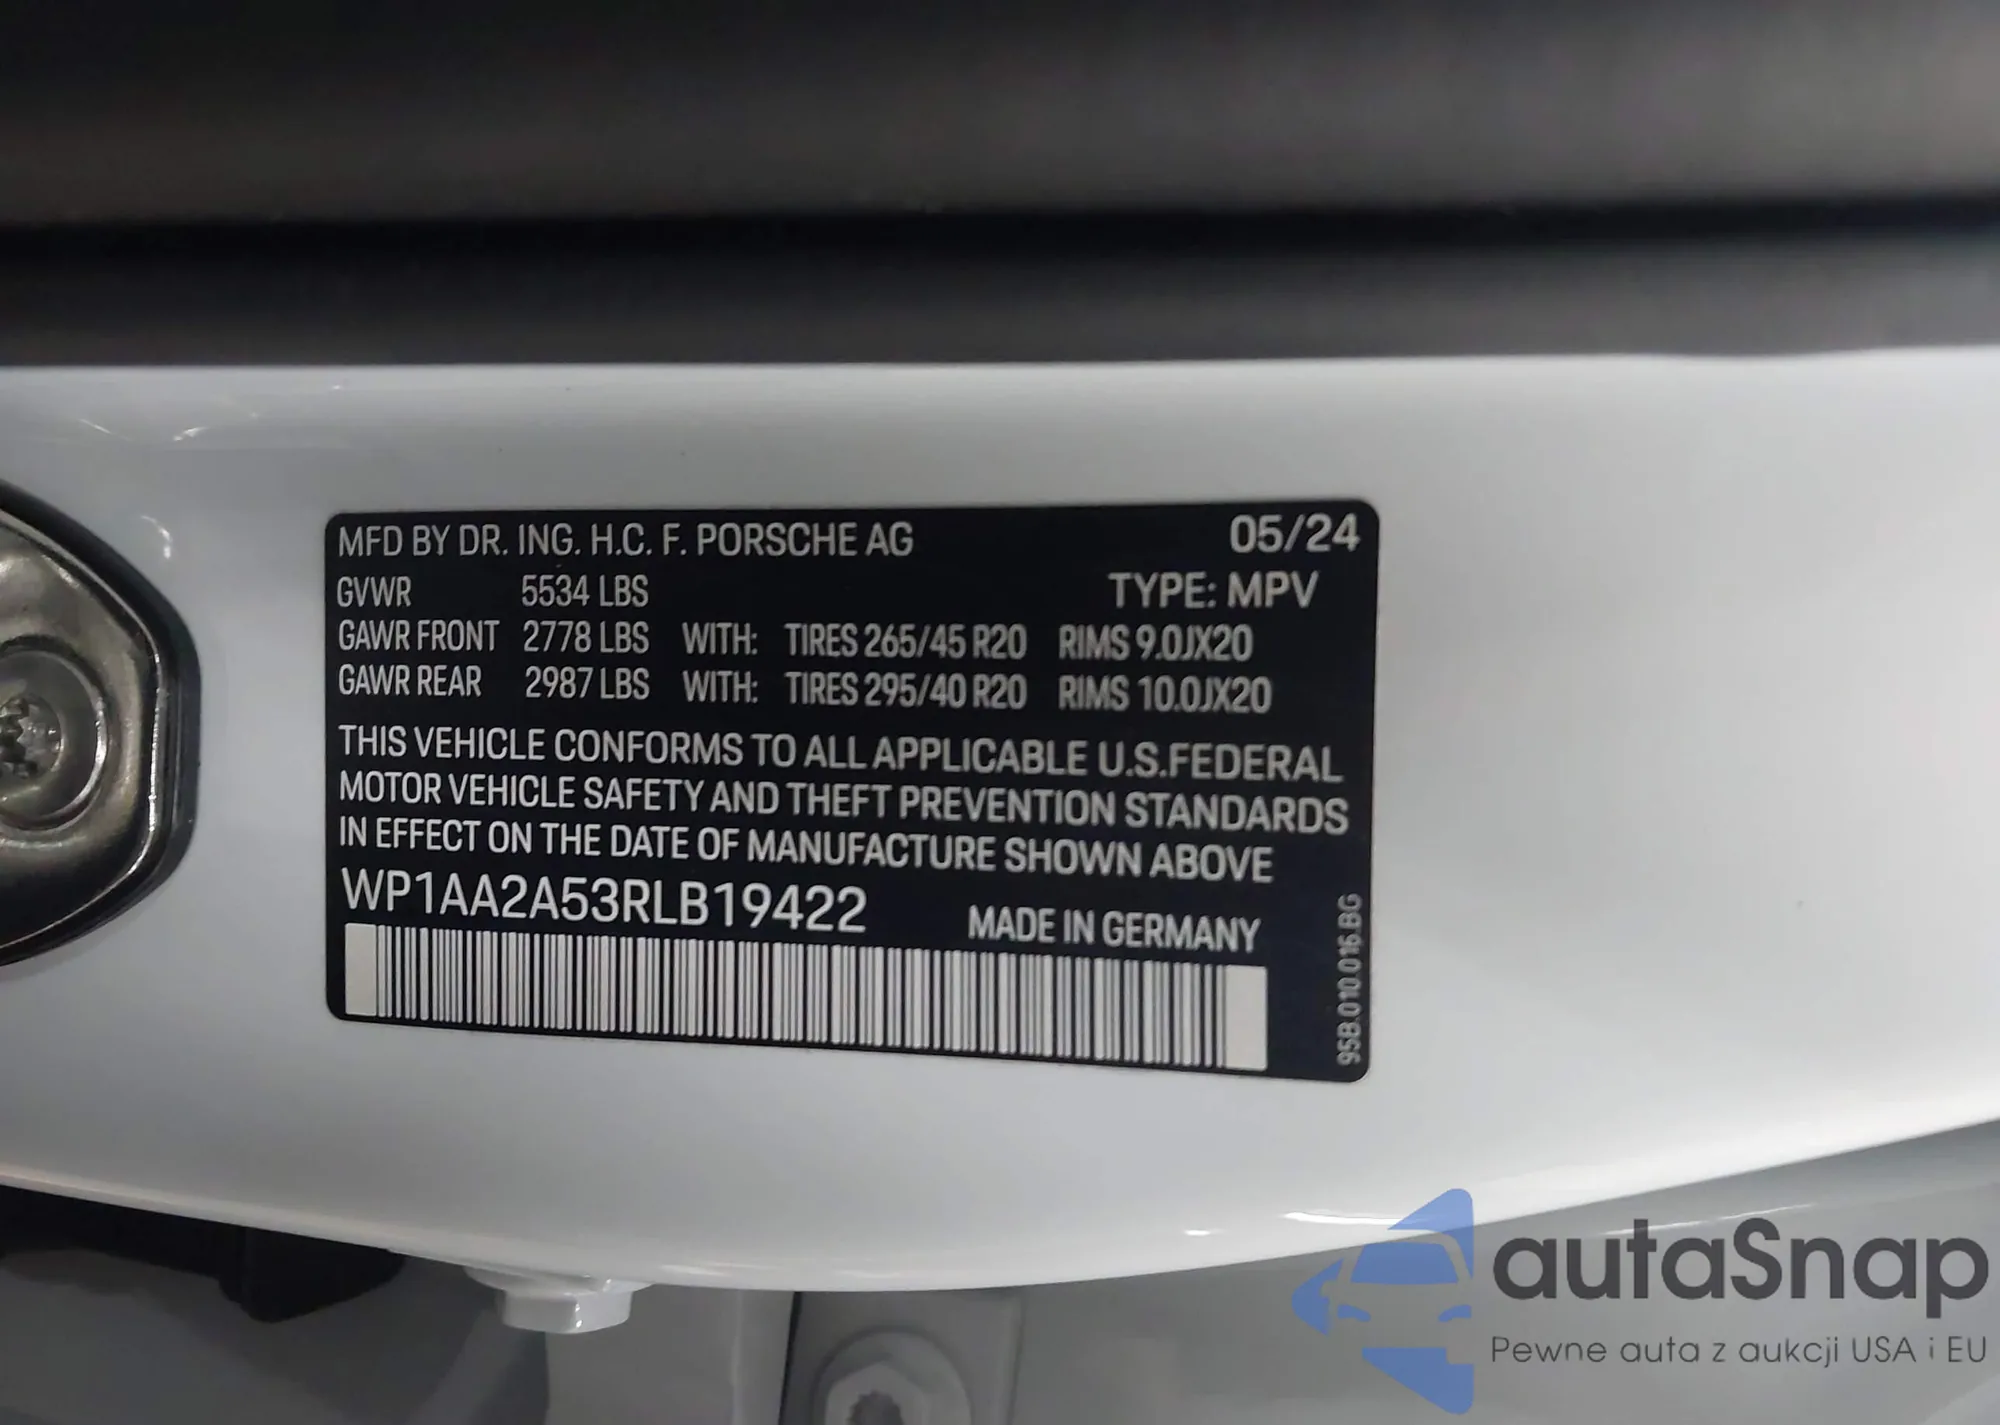 MFD BY DR. ING. H.C. F. PORSCHE AG 05/24
GVWR 5534 LBS TYPE: MPV
GAWR FRONT 2778 LBS WITH: TIRES 265/45 R20 RIMS 9.0JX20
GAWR REAR 2987 LBS WITH: TIRES 295/40 R20 RIMS 10.0JX20
THIS VEHICLE CONFORMS TO ALL APPLICABLE U.S.FEDERAL
MOTOR VEHICLE SAFETY AND THEFT PREVENTION STANDARDS
IN EFFECT ON THE DATE OF MANUFACTURE SHOWN ABOVE
WP1AA2A53RLB19422 MADE IN GERMANY
95B.010.016.BG
autaSnap
Pewne auta z aukcji USA i EU